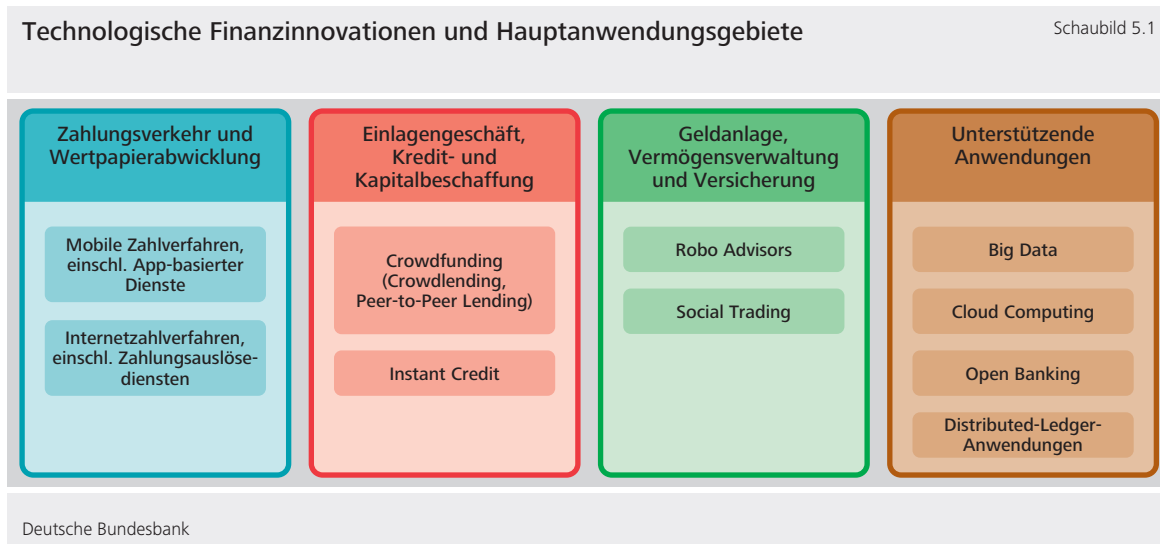 Technologische Finanzinnovationen und Hauptanwendungsgebiete
Schaubild 5.1
Zahlungsverkehr und
Wertpapierabwicklung
Mobile Zahlverfahren,
einschl. App-basierter
Dienste
Internetzahlverfahren,
einschl. Zahlungsauslöse-
diensten
Einlagengeschäft,
Kredit- und
Kapitalbeschaffung
Crowdfunding
(Crowdlending,
Peer-to-Peer Lending)
Instant Credit
Geldanlage,
Vermögensverwaltung
und Versicherung
Robo Advisors
Social Trading
Unterstützende
Anwendungen
Big Data
Cloud Computing
Open Banking
Distributed-Ledger-
Anwendungen
Deutsche Bundesbank